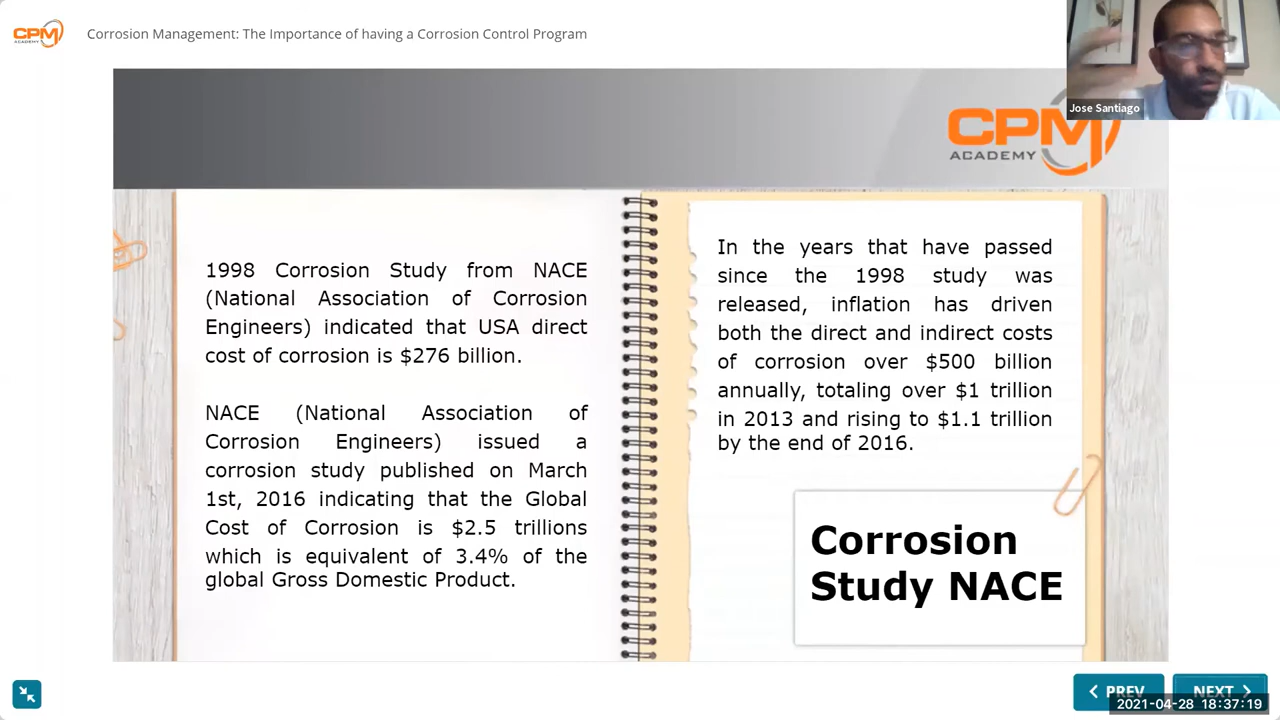 CPM
ACADEMY
Corrosion Management: The Importance of having a Corrosion Control Program
Jose Santiago
CPM
ACADEMY
1998 Corrosion Study from NACE
(National Association of Corrosion
Engineers) indicated that USA direct
cost of corrosion is $276 billion.
NACE (National Association of
Corrosion Engineers) issued a
corrosion study published on March
1st, 2016 indicating that the Global
Cost of Corrosion is $2.5 trillions
which is equivalent of 3.4% of the
global Gross Domestic Product.
In the years that have passed
since the 1998 study was
released, inflation has driven
both the direct and indirect costs
of corrosion over $500 billion
annually, totaling over $1 trillion
in 2013 and rising to $1.1 trillion
by the end of 2016.
Corrosion
Study NACE
PREV
NEXT
2021-04-28 18:37:19